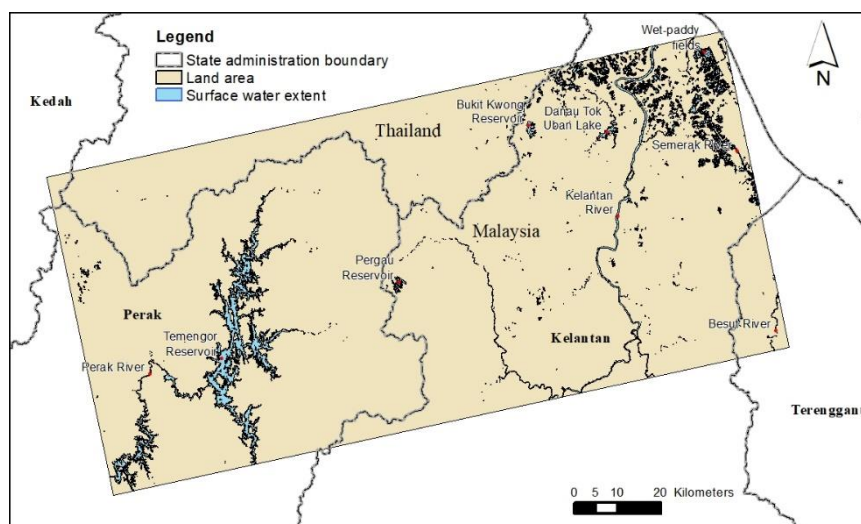 Legend
State administration boundary
Land area
Surface water extent
Kedah
Thailand
Wet-paddy
fields
N
Bukit Kwong
Reservoir
Danau Tok
Uban Lake
Semerak River
Kelantan
River
Malaysia
Pergau
Reservoir
Perak
Temengor
Reservoir
Perak River
Kelantan
Besut River
Terengganu
0 5 10 20 Kilometers